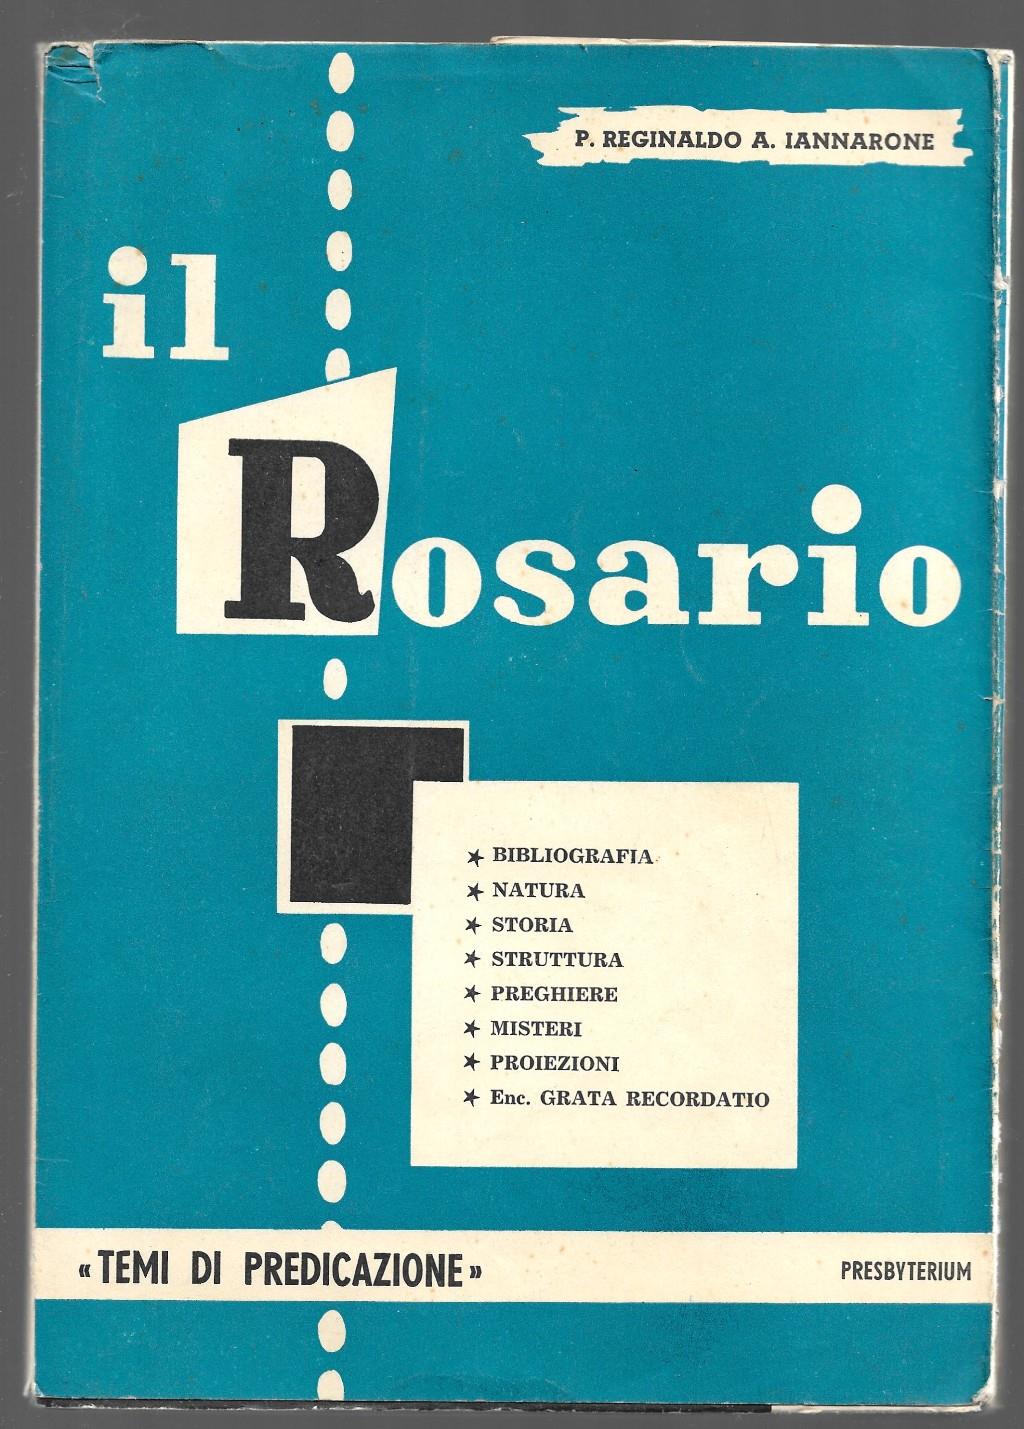 P. REGINALDO A. IANNARONE
il
Rosario
★ BIBLIOGRAFIA
★ NATURA
★ STORIA
★ STRUTTURA
★ PREGHIERE
★ MISTERI
★ PROIEZIONI
★ Enc. GRATA RECORDATIO
« TEMI DI PREDICAZIONE »
PRESBYTERIUM